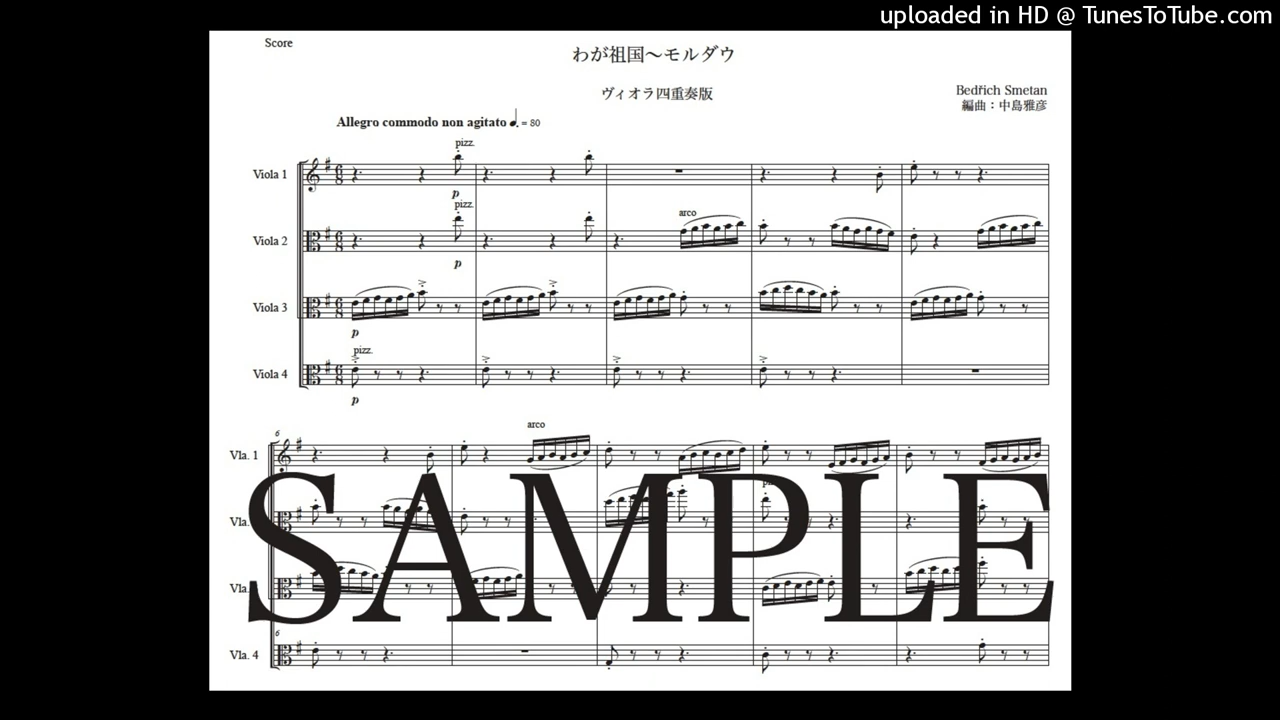 uploaded in HD @ TunesToTube.com
Score
わが祖国～モルダウ
ヴィオラ四重奏版
Bedřich Smetan
編曲：中島雅彦
Allegro commodo non agitato ♩. = 80
pizz.
Viola 1
p
pizz.
arco
Viola 2
p
Viola 3
p
pizz.
Viola 4
p
arco
6
Vla. 1
SAMPLE
Vla.
Vla.
6
Vla. 4